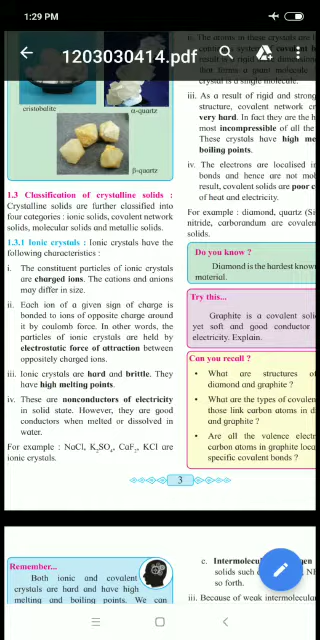 1:29 PM
1203030414.pdf
cristobalite
α-quartz
β-quartz
1.3 Classification of crystalline solids :
Crystalline solids are further classified into
four categories : ionic solids, covalent network
solids, molecular solids and metallic solids.
1.3.1 Ionic crystals : Ionic crystals have the
following characteristics :
i. The constituent particles of ionic crystals
are charged ions. The cations and anions
may differ in size.
ii. Each ion of a given sign of charge is
bonded to ions of opposite charge around
it by coulomb force. In other words, the
particles of ionic crystals are held by
electrostatic force of attraction between
oppositely charged ions.
iii. Ionic crystals are hard and brittle. They
have high melting points.
iv. These are nonconductors of electricity
in solid state. However, they are good
conductors when melted or dissolved in
water.
For example : NaCl, K₂SO₄, CaF₂, KCl are
ionic crystals.
crystal is a single molecule.
iii. As a result of rigid and strong
structure, covalent network cr
very hard. In fact they are the h
most incompressible of all the
These crystals have high me
boiling points.
iv. The electrons are localised in
bonds and hence are not mol
result, covalent solids are poor c
of heat and electricity.
For example : diamond, quartz (Si
nitride, carborandum are covalen
solids.
Do you know ?
Diamond is the hardest known
material.
Try this...
Graphite is a covalent soli
yet soft and good conductor
electricity. Explain.
Can you recall ?
• What are structures of
diamond and graphite ?
• What are the types of covalen
those link carbon atoms in d
and graphite ?
• Are all the valence electr
carbon atoms in graphite loca
specific covalent bonds ?
3
Remember...
Both ionic and covalent
crystals are hard and have high
melting and boiling points. We can
c. Intermolecul gen
solids such NI
so forth.
iii. Because of weak intermolecular